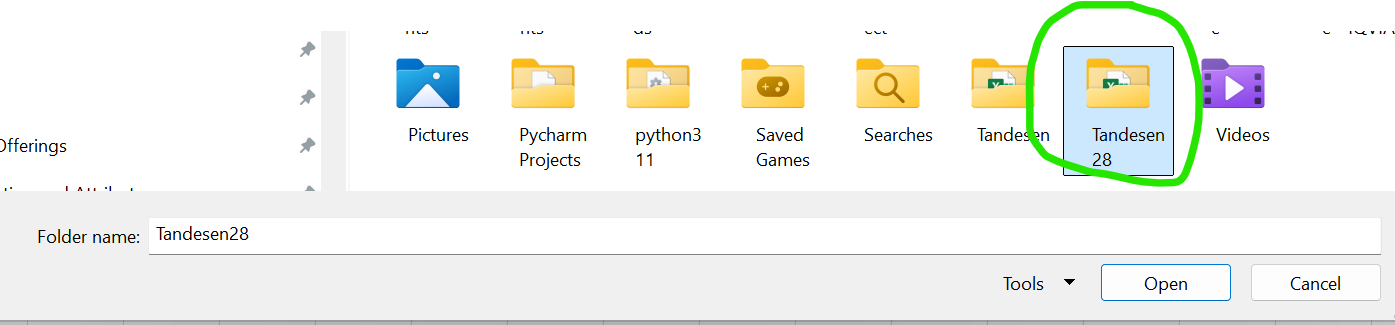 Pictures
Pycharm
Projects
python3
11
Saved
Games
Searches
Tandesen
Tandesen
28
Videos
Offerings
Folder name:
Tandesen28
Tools
Open
Cancel